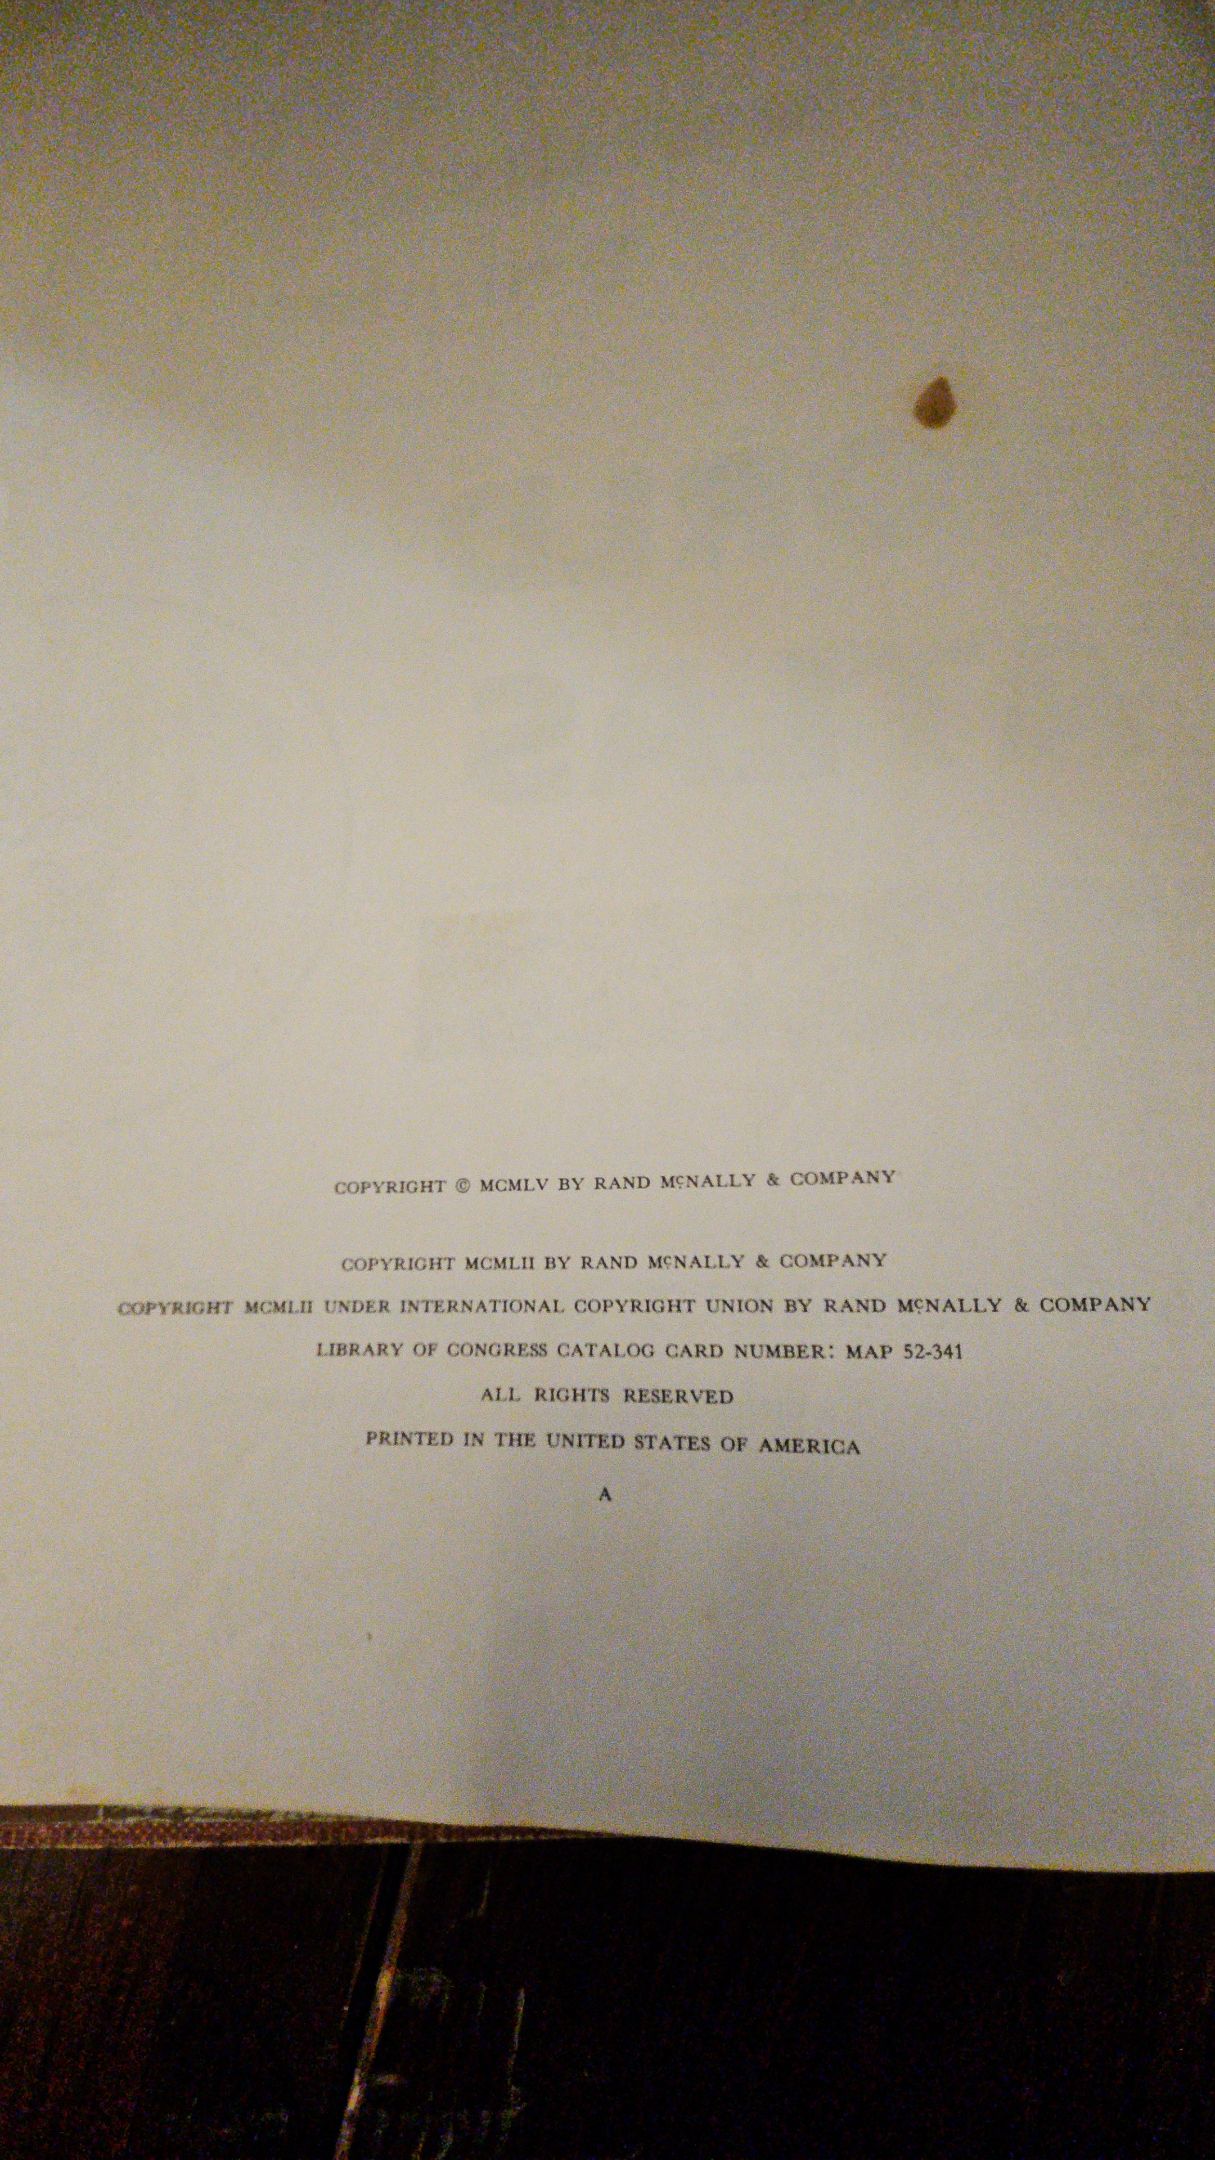 COPYRIGHT © MCMLV BY RAND MCNALLY & COMPANY
COPYRIGHT MCMLII BY RAND MCNALLY & COMPANY
COPYRIGHT MCMLII UNDER INTERNATIONAL COPYRIGHT UNION BY RAND MCNALLY & COMPANY
LIBRARY OF CONGRESS CATALOG CARD NUMBER: MAP 52-341
ALL RIGHTS RESERVED
PRINTED IN THE UNITED STATES OF AMERICA
A